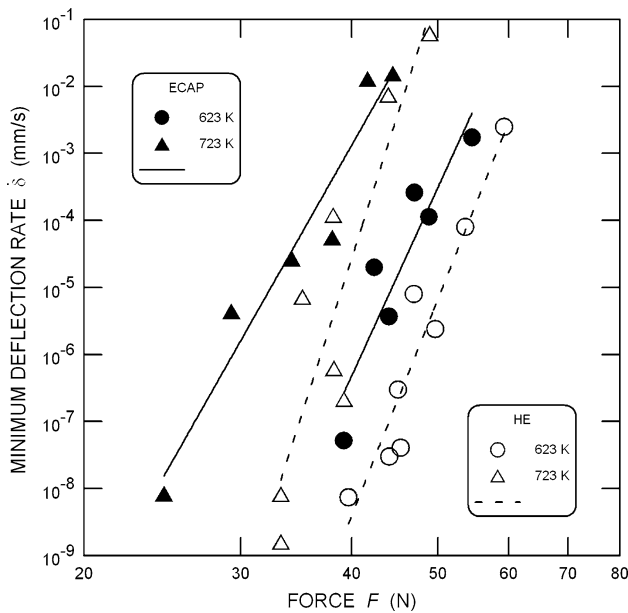 MINIMUM DEFLECTION RATE δ̇ (mm/s)
10⁻¹
10⁻²
10⁻³
10⁻⁴
10⁻⁵
10⁻⁶
10⁻⁷
10⁻⁸
10⁻⁹
ECAP
623 K
723 K
HE
623 K
723 K
20 30 40 50 60 70 80
FORCE F (N)